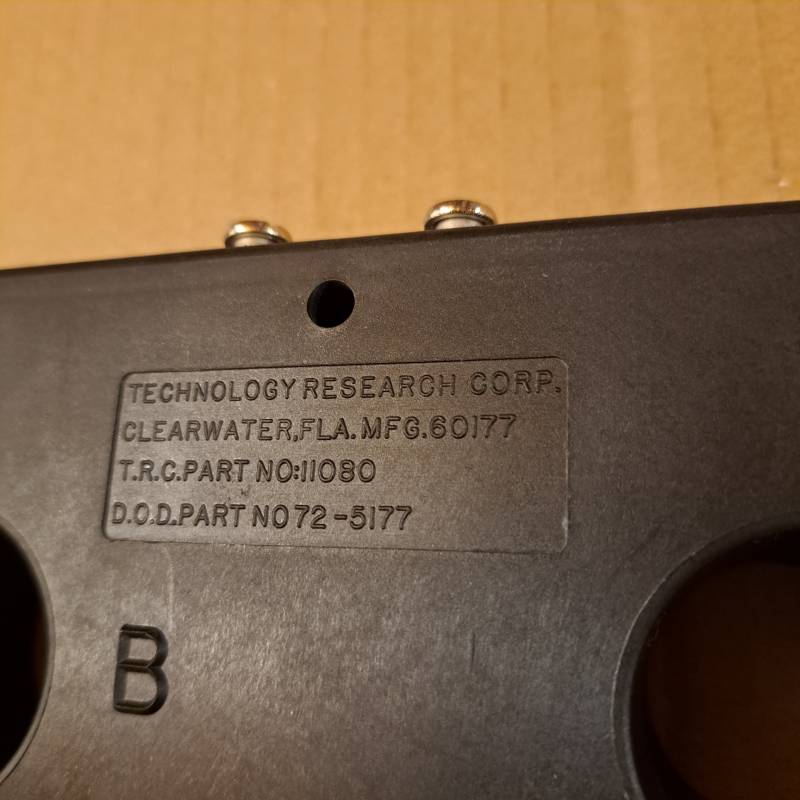 TECHNOLOGY RESEARCH CORP.
CLEARWATER,FLA.MFG.60177
T.R.C.PART NO:11080
D.O.D.PART NO 72-5177
B